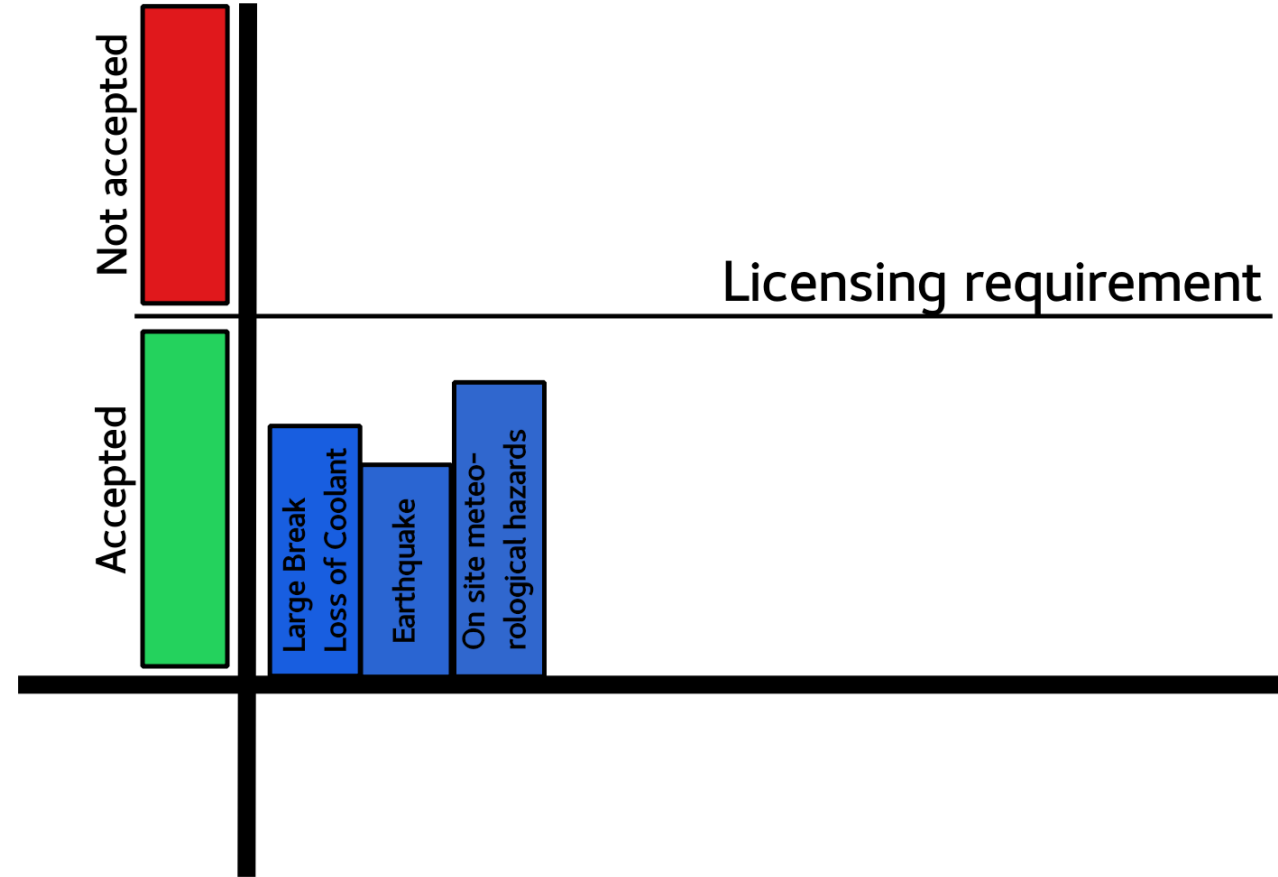 Not accepted
Licensing requirement
Accepted
Large Break
Loss of Coolant
Earthquake
On site meteo-
rological hazards